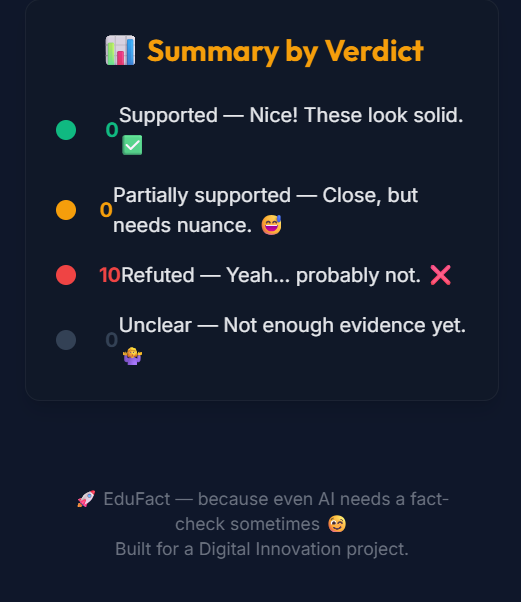 📊 Summary by Verdict
0 Supported — Nice! These look solid.
✅
0 Partially supported — Close, but
needs nuance. 😅
10 Refuted — Yeah... probably not. ❌
0 Unclear — Not enough evidence yet.
🤷‍♀️
🚀 EduFact — because even AI needs a fact-
check sometimes 😉
Built for a Digital Innovation project.